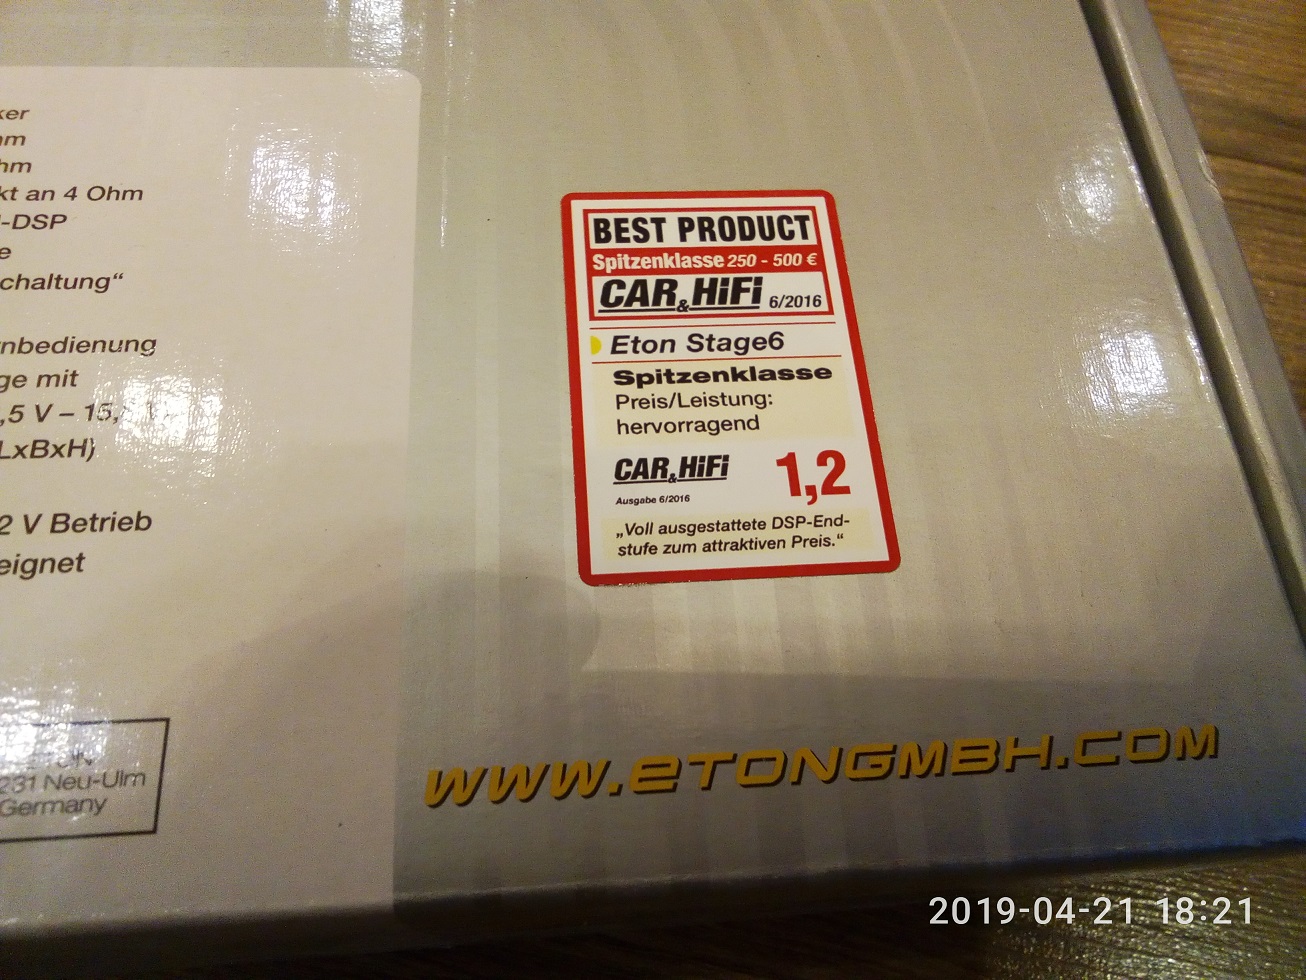 ker
hm
hm
kt an 4 Ohm
-DSP
e
chaltung“
nbedienung
ge mit
,5 V – 15,
LxBxH)
2 V Betrieb
eignet
231 Neu-Ulm
Germany
BEST PRODUCT
Spitzenklasse 250 - 500 €
CAR & HiFi 6/2016
Eton Stage6
Spitzenklasse
Preis/Leistung:
hervorragend
CAR & HiFi 1,2
Ausgabe 6/2016
„Voll ausgestattete DSP-End-
stufe zum attraktiven Preis.“
www.etongmbh.com
2019-04-21 18:21